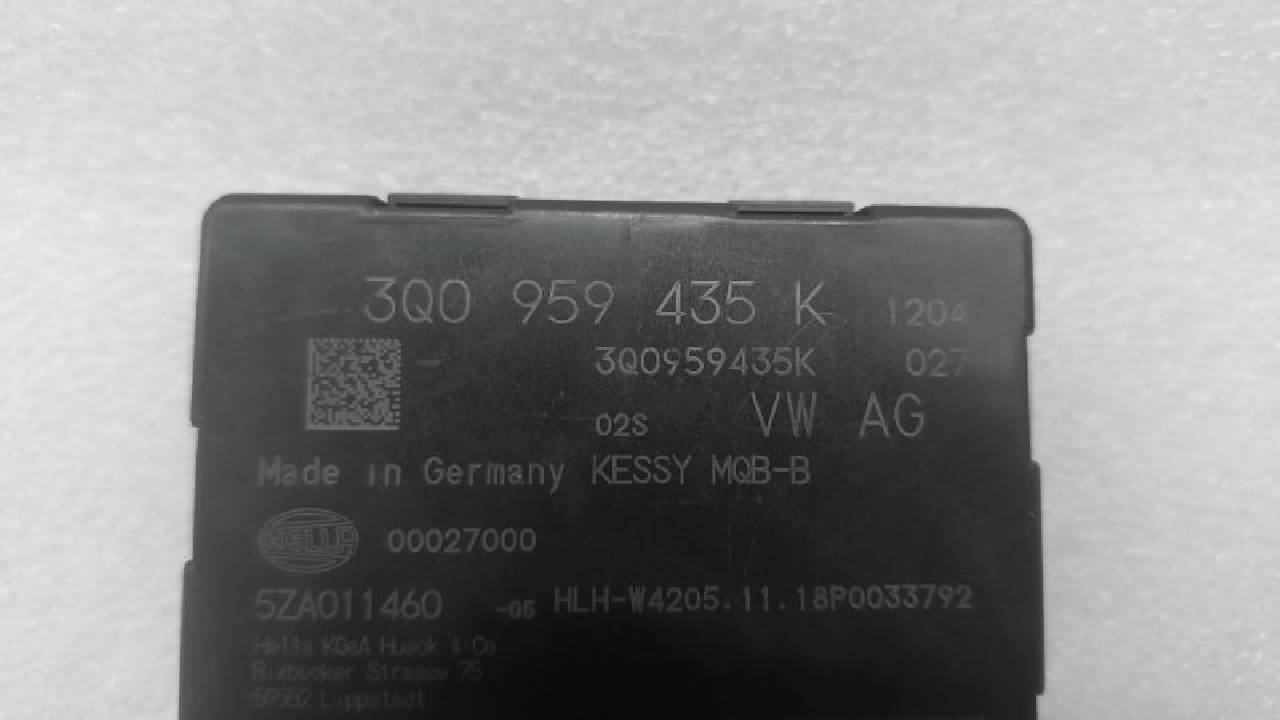 3Q0 959 435 K 1204
3Q0959435K 027
02S VW AG
Made in Germany KESSY MQB-B
HELLA 00027000
5ZA011460 -06 HLH-W4205.11.18P0033792
Hella KGaA Hueck & Co
Rixbecker Strasse 75
59552 Lippstadt